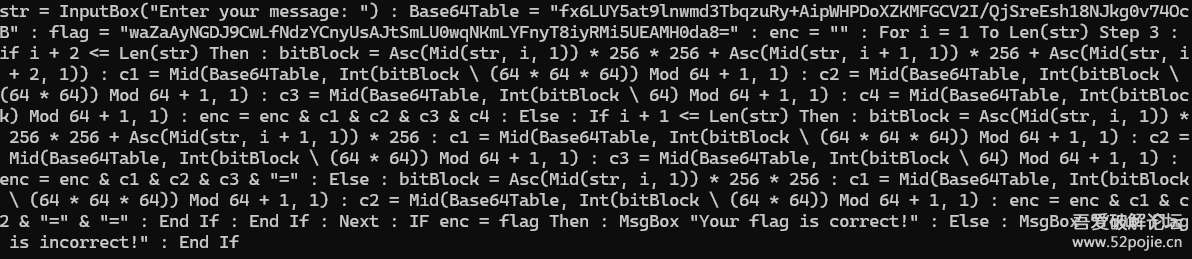 str = InputBox("Enter your message: ") : Base64Table = "fx6LUY5at9lnwmd3TbqzuRy+AipWHPDoXZKMFGCV2I/QjSreEsh18NJkg0v74Oc
B" : flag = "waZaAyNGDJ9CwLfNdzYCnyUsAJtSmLU0wqNKmLYFnyT8iyRMi5UEAMH0da8=" : enc = "" : For i = 1 To Len(str) Step 3 :
if i + 2 <= Len(str) Then : bitBlock = Asc(Mid(str, i, 1)) * 256 * 256 + Asc(Mid(str, i + 1, 1)) * 256 + Asc(Mid(str, i
+ 2, 1)) : c1 = Mid(Base64Table, Int(bitBlock \ (64 * 64 * 64)) Mod 64 + 1, 1) : c2 = Mid(Base64Table, Int(bitBlock \
(64 * 64)) Mod 64 + 1, 1) : c3 = Mid(Base64Table, Int(bitBlock \ 64) Mod 64 + 1, 1) : c4 = Mid(Base64Table, Int(bitBloc
k) Mod 64 + 1, 1) : enc = enc & c1 & c2 & c3 & c4 : Else : If i + 1 <= Len(str) Then : bitBlock = Asc(Mid(str, i, 1)) *
256 * 256 + Asc(Mid(str, i + 1, 1)) * 256 : c1 = Mid(Base64Table, Int(bitBlock \ (64 * 64 * 64)) Mod 64 + 1, 1) : c2 =
Mid(Base64Table, Int(bitBlock \ (64 * 64)) Mod 64 + 1, 1) : c3 = Mid(Base64Table, Int(bitBlock \ 64) Mod 64 + 1, 1) :
enc = enc & c1 & c2 & c3 & "=" : Else : bitBlock = Asc(Mid(str, i, 1)) * 256 * 256 : c1 = Mid(Base64Table, Int(bitBlock
\ (64 * 64 * 64)) Mod 64 + 1, 1) : c2 = Mid(Base64Table, Int(bitBlock \ (64 * 64)) Mod 64 + 1, 1) : enc = enc & c1 & c
2 & "=" & "=" : End If : End If : Next : IF enc = flag Then : MsgBox "Your flag is correct!" : Else : MsgBox flag
is incorrect!" : End If
吾爱破解论坛
www.52pojie.cn